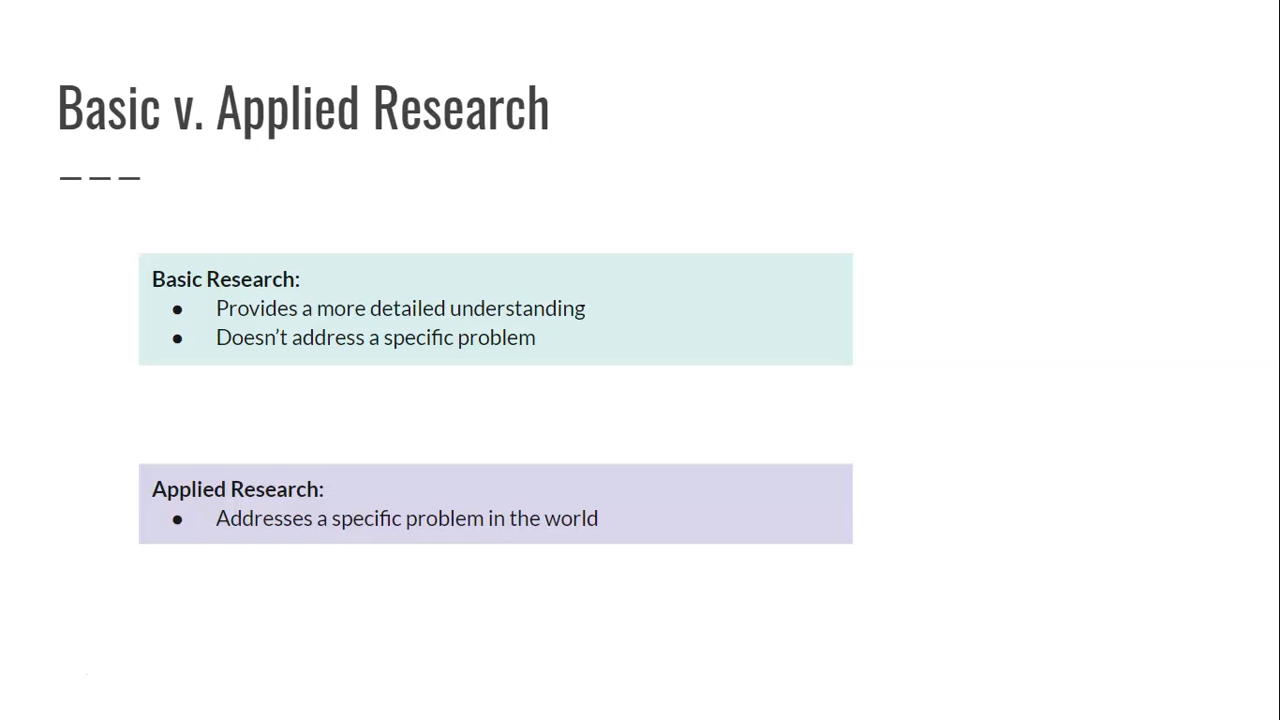 Basic v. Applied Research
Basic Research:
● Provides a more detailed understanding
● Doesn’t address a specific problem
Applied Research:
● Addresses a specific problem in the world